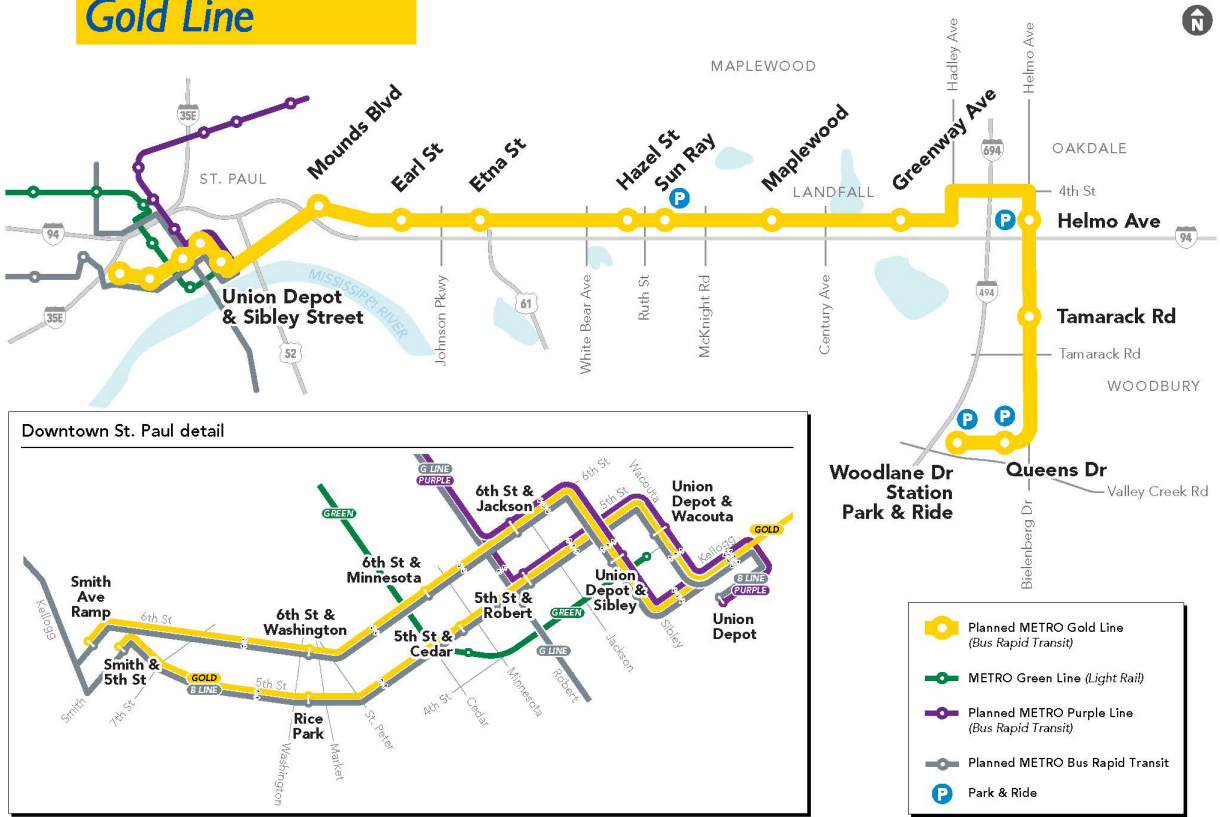 Gold Line
N
Hadley Ave
Helmo Ave
MAPLEWOOD
35E
Mounds Blvd
Earl St
Etna St
Hazel St
Sun Ray
Maplewood
Greenway Ave
694
OAKDALE
ST. PAUL
P
LANDFALL
4th St
P
Helmo Ave
94
94
MISSISSIPPI RIVER
Union Depot
& Sibley Street
35E
52
61
494
Johnson Pkwy
White Bear Ave
Ruth St
McKnight Rd
Century Ave
Tamarack Rd
Tamarack Rd
WOODBURY
P
P
Woodlane Dr
Station
Park & Ride
Queens Dr
Valley Creek Rd
Bielenberg Dr
Downtown St. Paul detail
G LINE
PURPLE
GREEN
6th St &
Jackson
6th St
5th St
Wacouta
Union
Depot &
Wacouta
GOLD
6th St &
Minnesota
Kellogg
Smith
Ave
Ramp
Kellogg
6th St
6th St &
Washington
5th St &
Robert
Union
Depot &
Sibley
B LINE
PURPLE
GREEN
Union
Depot
5th St &
Cedar
Sibley
Jackson
G LINE
Smith &
5th St
GOLD
B LINE
5th St
Smith
7th St
Rice
Park
St. Peter
4th St
Cedar
Minnesota
Robert
Washington
Market
Planned METRO Gold Line
(Bus Rapid Transit)
METRO Green Line (Light Rail)
Planned METRO Purple Line
(Bus Rapid Transit)
Planned METRO Bus Rapid Transit
P
Park & Ride